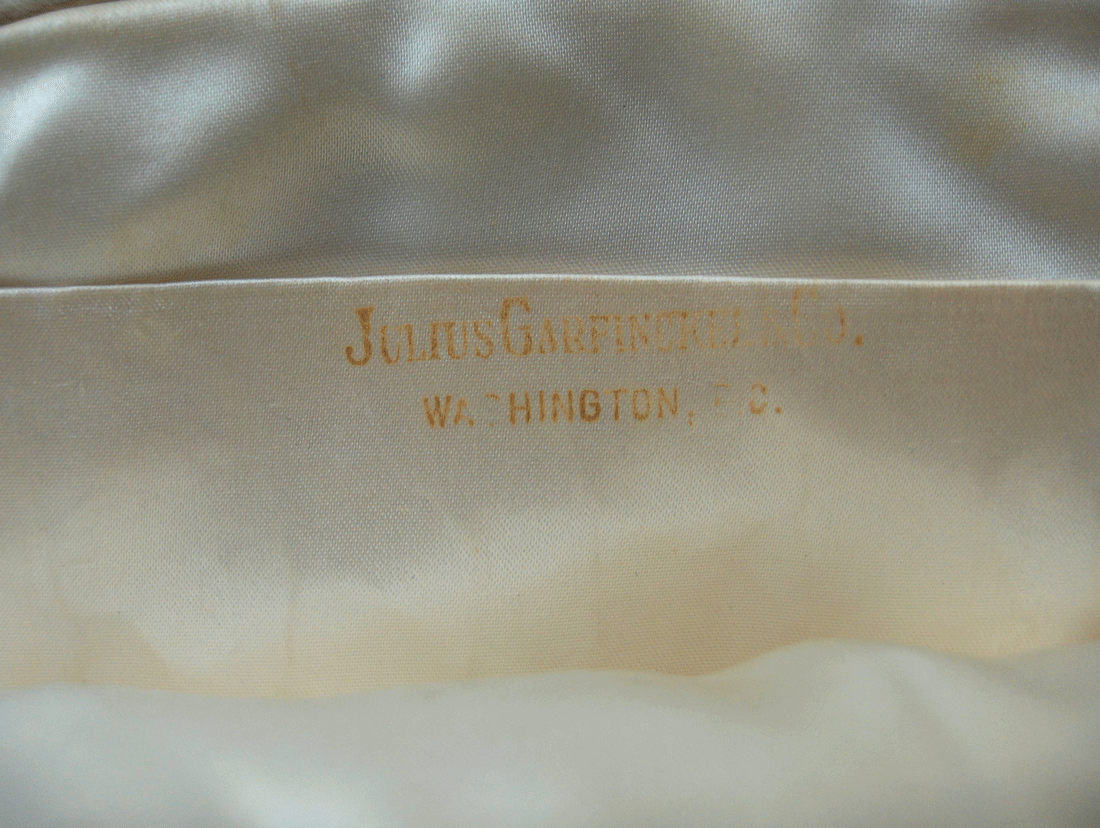 JULIUS GARFINCKEL & CO.
WASHINGTON, D.C.